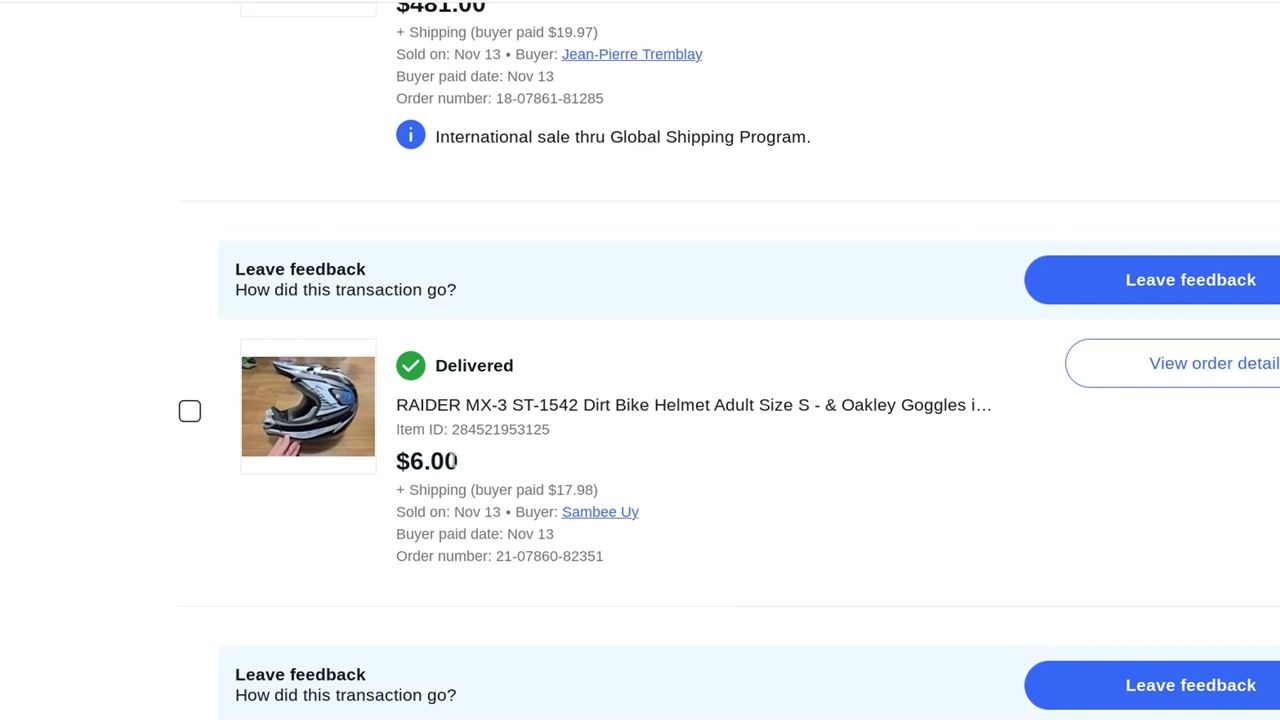 $481.00
+ Shipping (buyer paid $19.97)
Sold on: Nov 13 • Buyer: Jean-Pierre Tremblay
Buyer paid date: Nov 13
Order number: 18-07861-81285
i International sale thru Global Shipping Program.
Leave feedback
How did this transaction go?
Leave feedback
Delivered
View order detail
RAIDER MX-3 ST-1542 Dirt Bike Helmet Adult Size S - & Oakley Goggles i…
Item ID: 284521953125
$6.00
+ Shipping (buyer paid $17.98)
Sold on: Nov 13 • Buyer: Sambee Uy
Buyer paid date: Nov 13
Order number: 21-07860-82351
Leave feedback
How did this transaction go?
Leave feedback